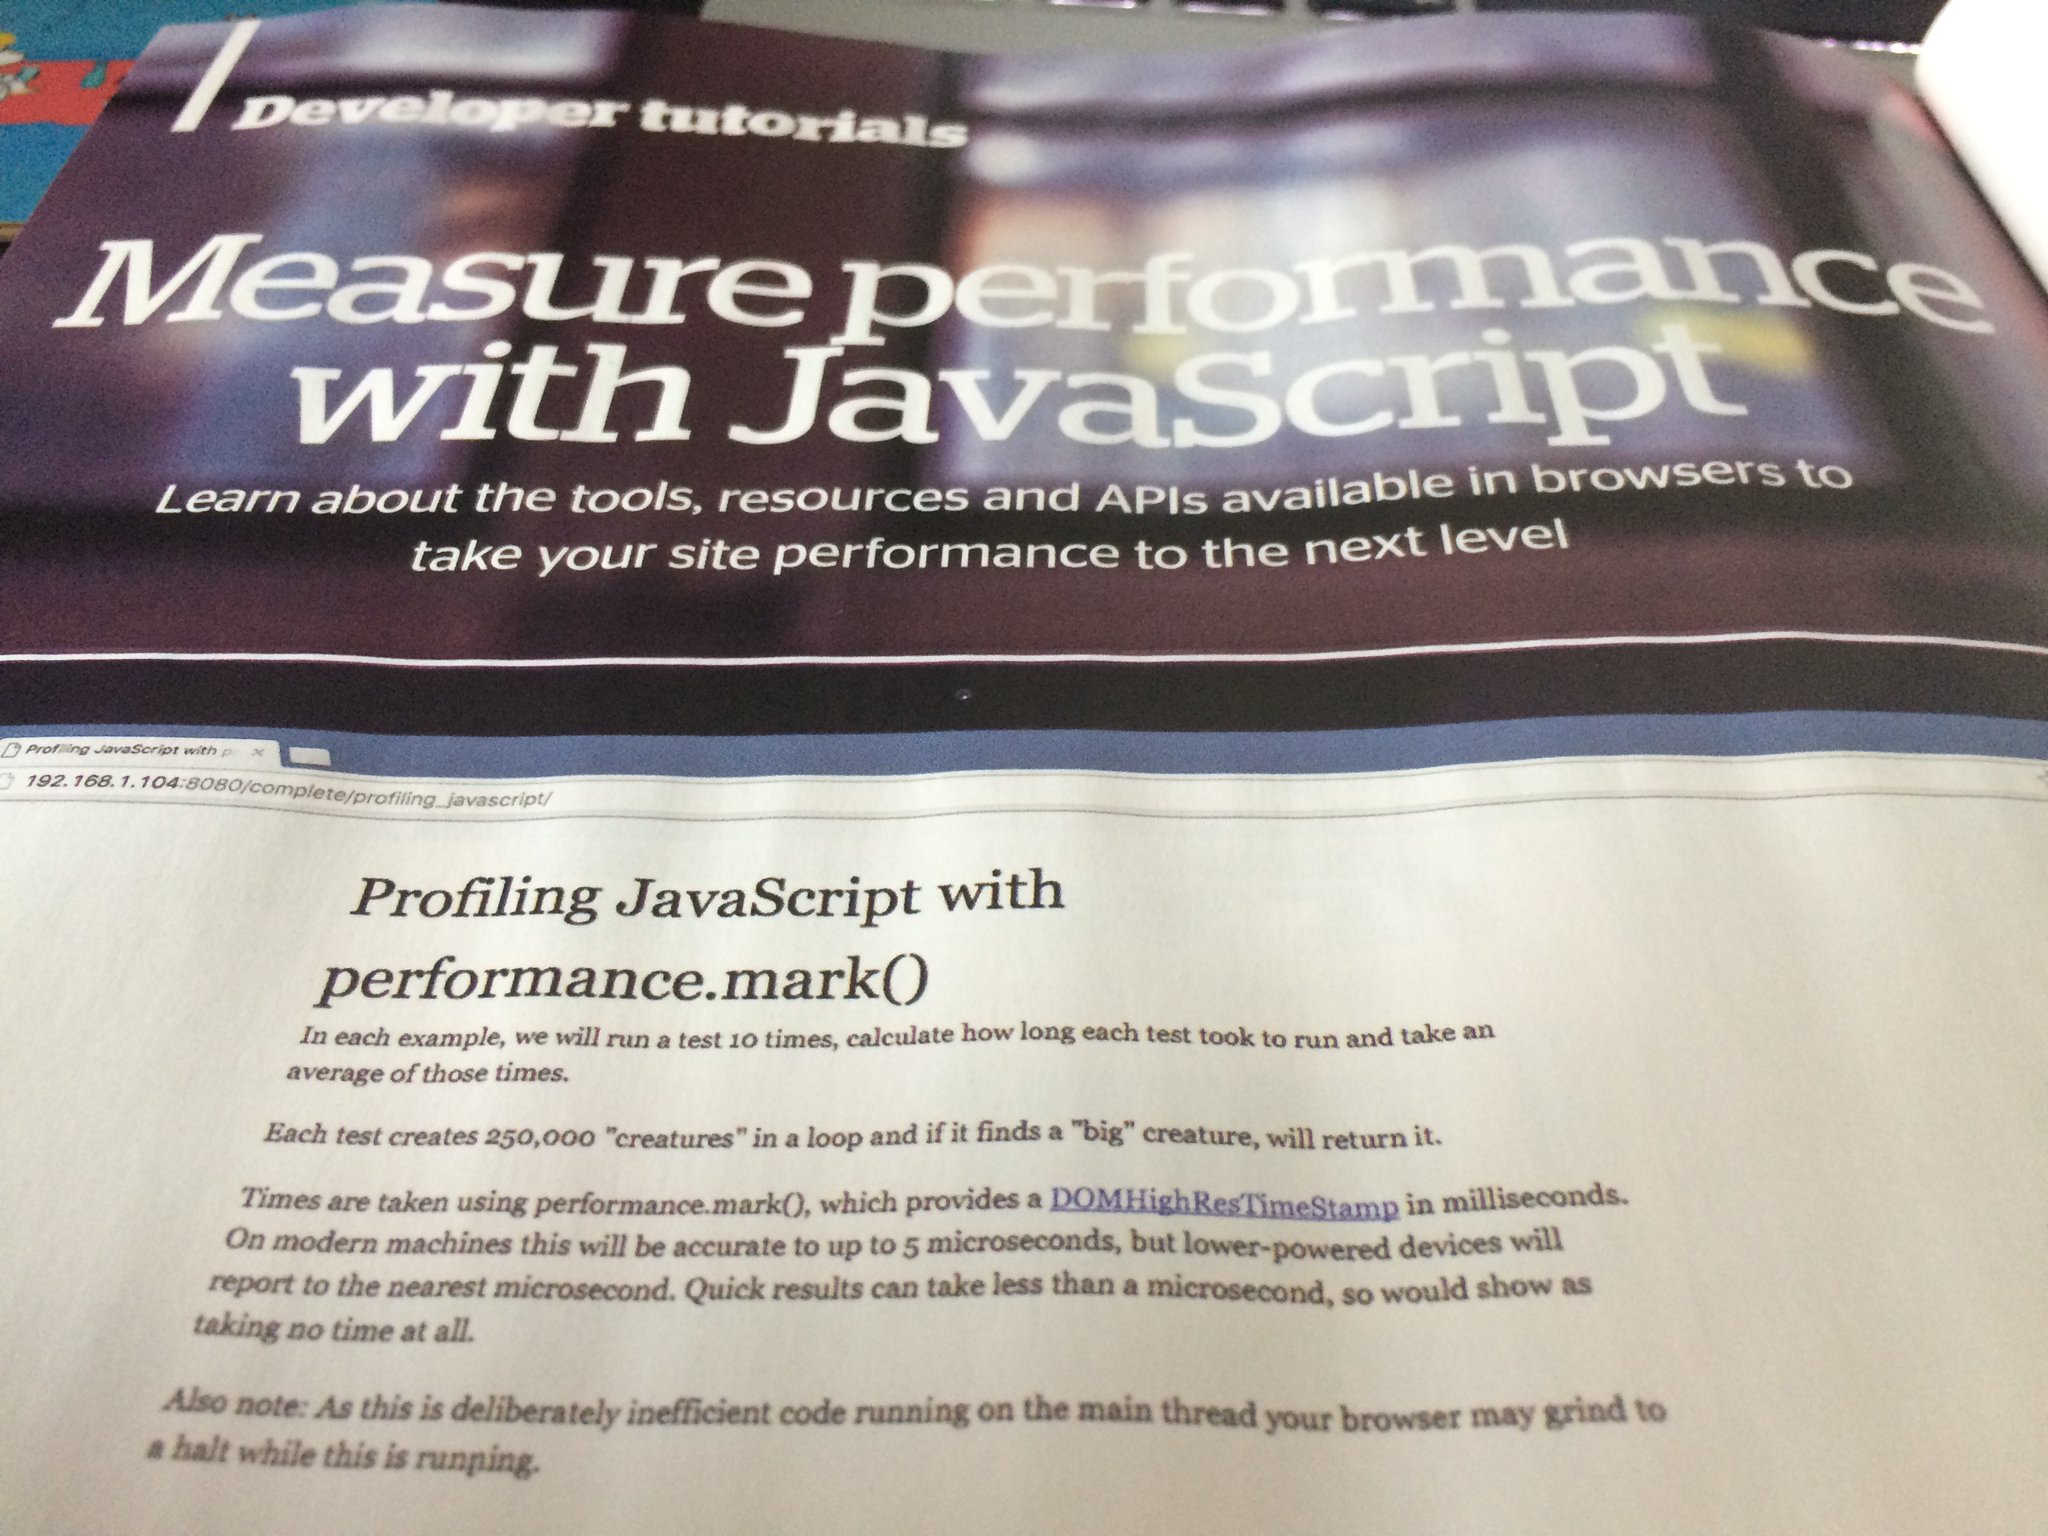 Developer tutorials
Measure performance
with JavaScript
Learn about the tools, resources and APIs available in browsers to
take your site performance to the next level
Profiling JavaScript with
192.168.1.104:8080/complete/profiling_javascript/
Profiling JavaScript with
performance.mark()
In each example, we will run a test 10 times, calculate how long each test took to run and take an
average of those times.
Each test creates 250,000 "creatures" in a loop and if it finds a "big" creature, will return it.
Times are taken using performance.mark(), which provides a DOMHighResTimeStamp in milliseconds.
On modern machines this will be accurate to up to 5 microseconds, but lower-powered devices will
report to the nearest microsecond. Quick results can take less than a microsecond, so would show as
taking no time at all.
Also note: As this is deliberately inefficient code running on the main thread your browser may grind to
a halt while this is running.